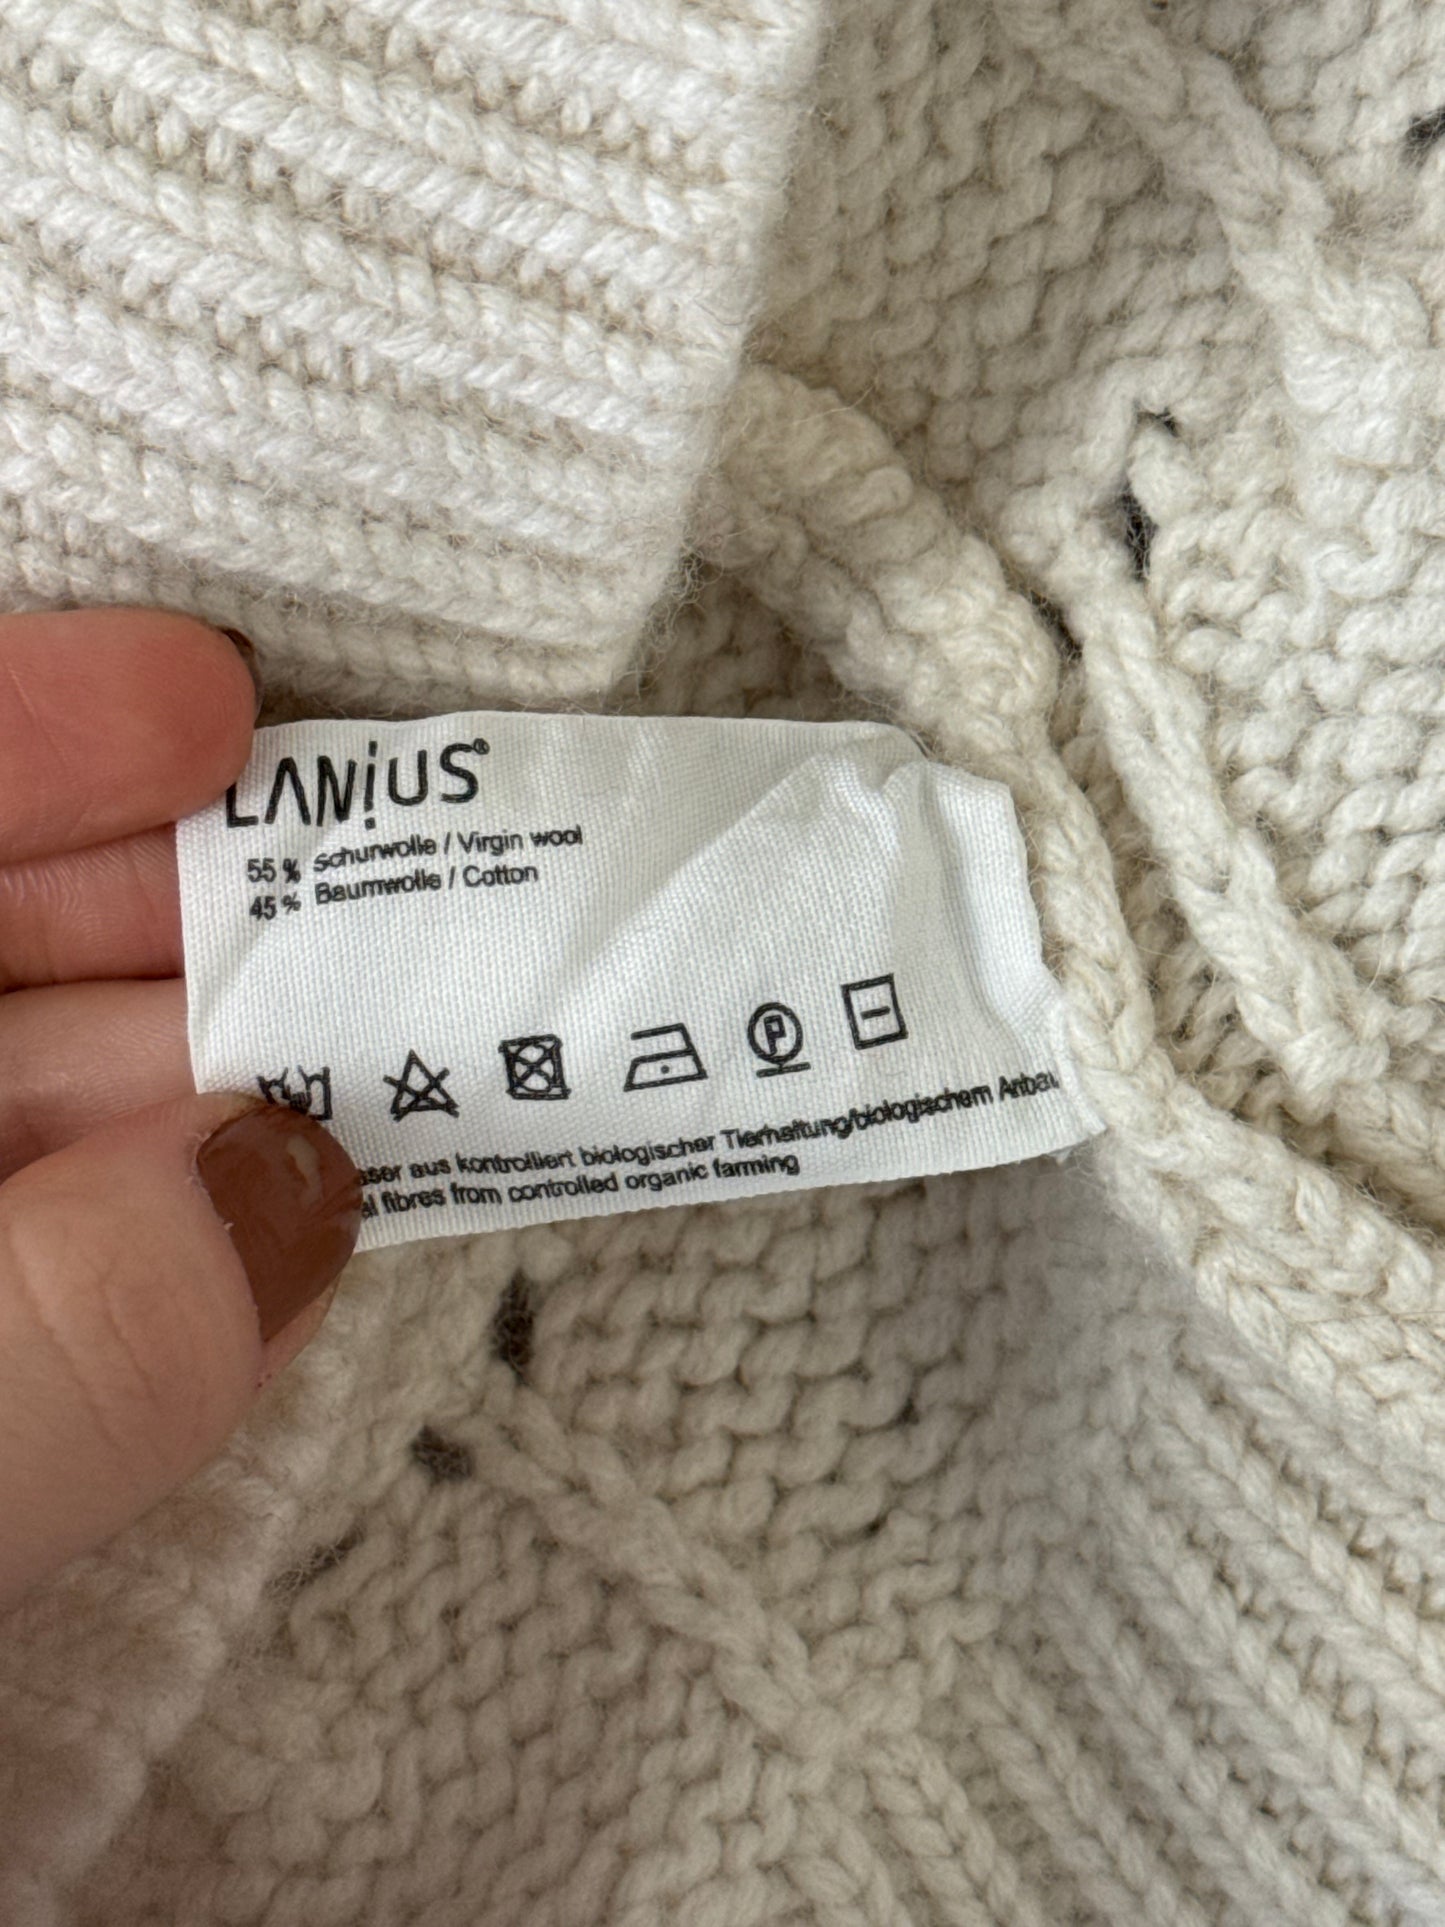 LANiUS®
55 % Schurwolle / Virgin wool
45 % Baumwolle / Cotton
P
aus kontrolliert biologischer Tierhaltung/biologischem Anbau
fibres from controlled organic farming